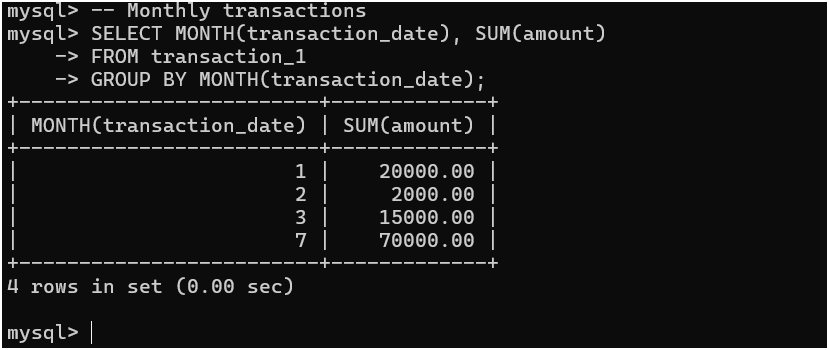 mysql> -- Monthly transactions
mysql> SELECT MONTH(transaction_date), SUM(amount)
    -> FROM transaction_1
    -> GROUP BY MONTH(transaction_date);
+-------------------------+-------------+
| MONTH(transaction_date) | SUM(amount) |
+-------------------------+-------------+
|                       1 |    20000.00 |
|                       2 |     2000.00 |
|                       3 |    15000.00 |
|                       7 |    70000.00 |
+-------------------------+-------------+
4 rows in set (0.00 sec)
mysql>